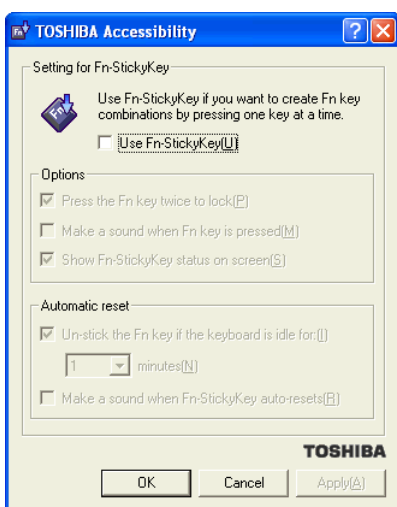 TOSHIBA Accessibility
Setting for Fn-StickyKey
Fn
Use Fn-StickyKey if you want to create Fn key
combinations by pressing one key at a time.
Use Fn-StickyKey(U)
Options
Press the Fn key twice to lock(P)
Make a sound when Fn key is pressed(M)
Show Fn-StickyKey status on screen(S)
Automatic reset
Un-stick the Fn key if the keyboard is idle for:(I)
1 minutes(N)
Make a sound when Fn-StickyKey auto-resets(R)
TOSHIBA
OK Cancel Apply(A)